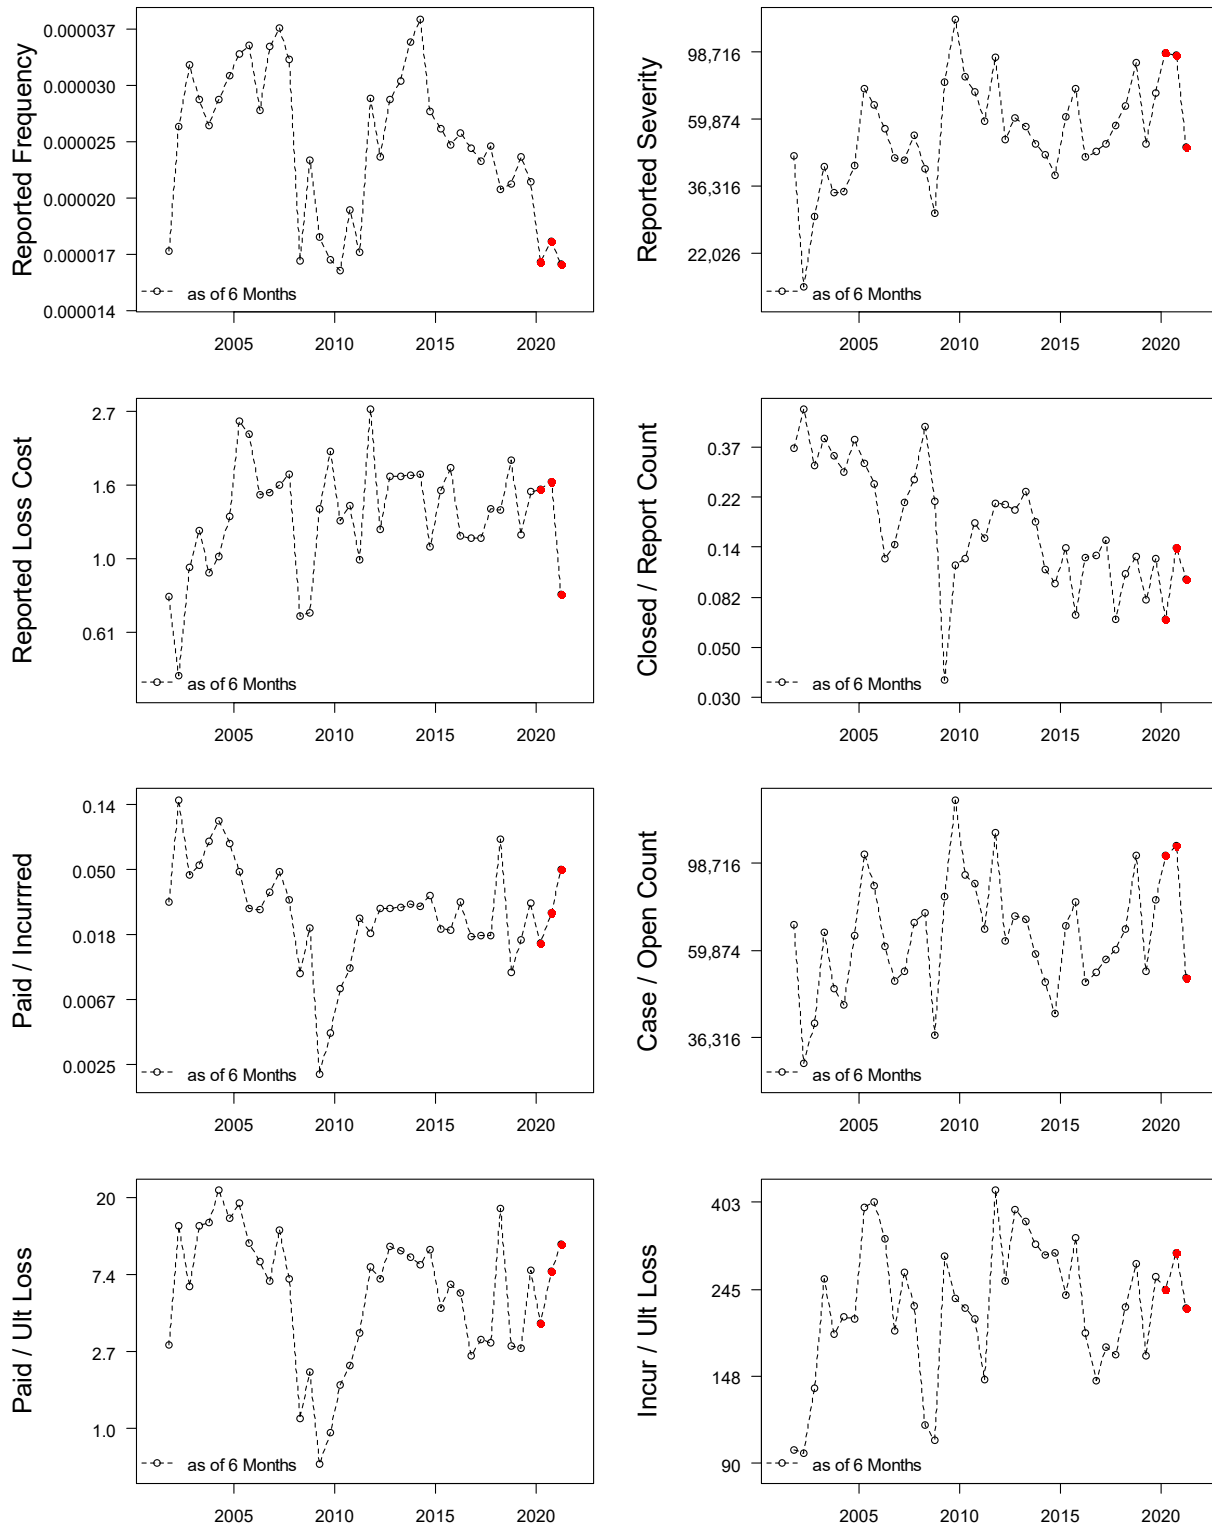 Reported Frequency
0.000037
0.000030
0.000025
0.000020
0.000017
0.000014
as of 6 Months
2005 2010 2015 2020
Reported Severity
98,716
59,874
36,316
22,026
as of 6 Months
2005 2010 2015 2020
Reported Loss Cost
2.7
1.6
1.0
0.61
as of 6 Months
2005 2010 2015 2020
Closed / Report Count
0.37
0.22
0.14
0.082
0.050
0.030
as of 6 Months
2005 2010 2015 2020
Paid / Incurrred
0.14
0.050
0.018
0.0067
0.0025
as of 6 Months
2005 2010 2015 2020
Case / Open Count
98,716
59,874
36,316
as of 6 Months
2005 2010 2015 2020
Paid / Ult Loss
20
7.4
2.7
1.0
as of 6 Months
2005 2010 2015 2020
Incur / Ult Loss
403
245
148
90
as of 6 Months
2005 2010 2015 2020